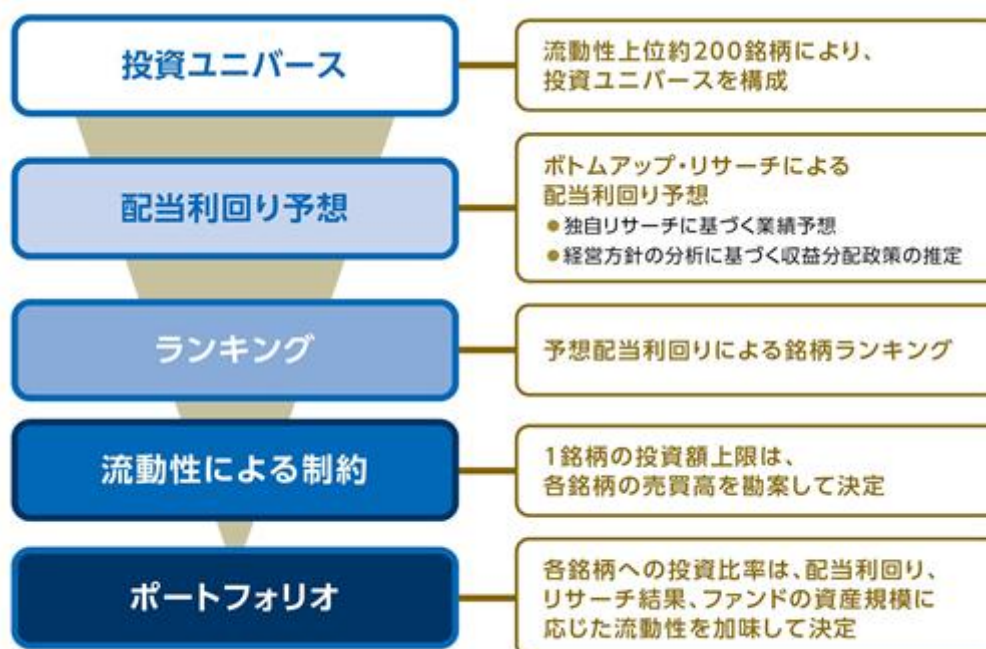 投資ユニバース
流動性上位約200銘柄により、
投資ユニバースを構成
配当利回り予想
ボトムアップ・リサーチによる
配当利回り予想
●独自リサーチに基づく業績予想
●経営方針の分析に基づく収益分配政策の推定
ランキング
予想配当利回りによる銘柄ランキング
流動性による制約
1銘柄の投資額上限は、
各銘柄の売買高を勘案して決定
ポートフォリオ
各銘柄への投資比率は、配当利回り、
リサーチ結果、ファンドの資産規模に
応じた流動性を加味して決定